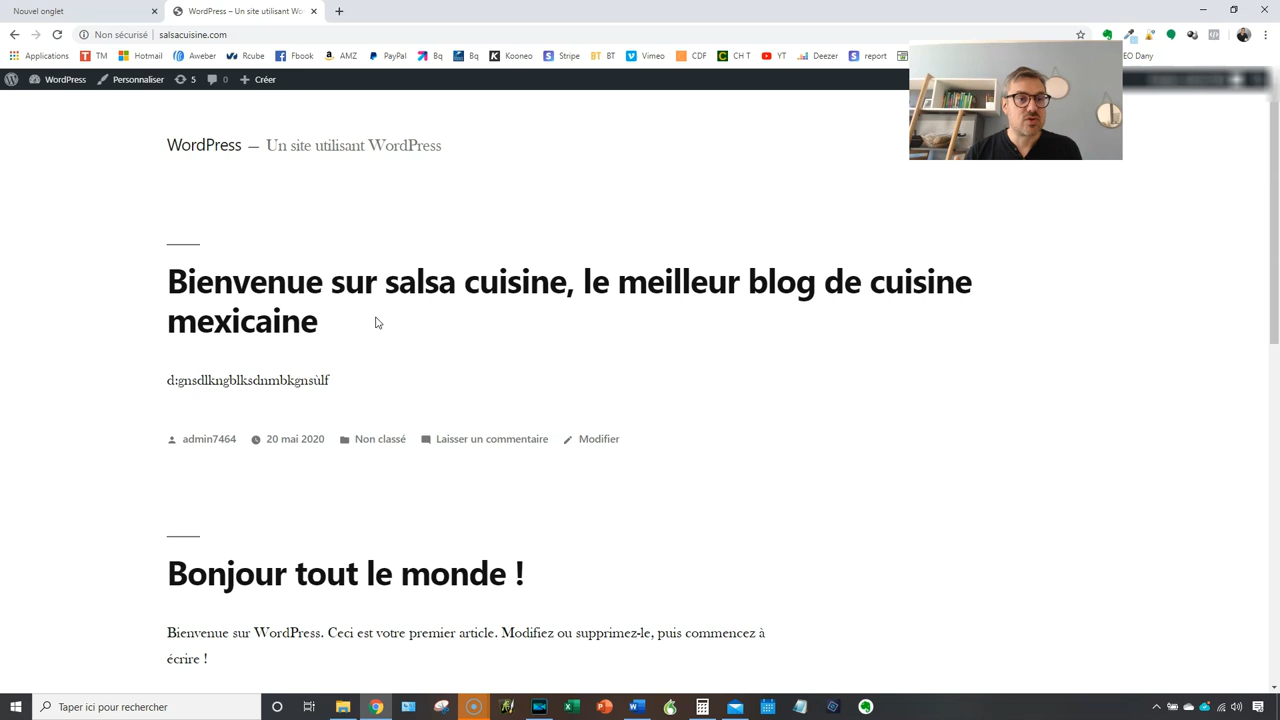 Nouvel onglet
WordPress – Un site utilisant Wo
Non sécurisé
salsacuisine.com
Applications TM Hotmail Aweber Rcube Fbook AMZ PayPal Bq Bq Kooneo Stripe BT Vimeo CDF CH T YT Deezer report EO Dany
WordPress Personnaliser 5 0 Créer
WordPress — Un site utilisant WordPress
Bienvenue sur salsa cuisine, le meilleur blog de cuisine
mexicaine
d:gnsdlkngblksdnmbkgnsùlf
admin7464 20 mai 2020 Non classé Laisser un commentaire Modifier
Bonjour tout le monde !
Bienvenue sur WordPress. Ceci est votre premier article. Modifiez ou supprimez-le, puis commencez à
écrire !
Taper ici pour rechercher